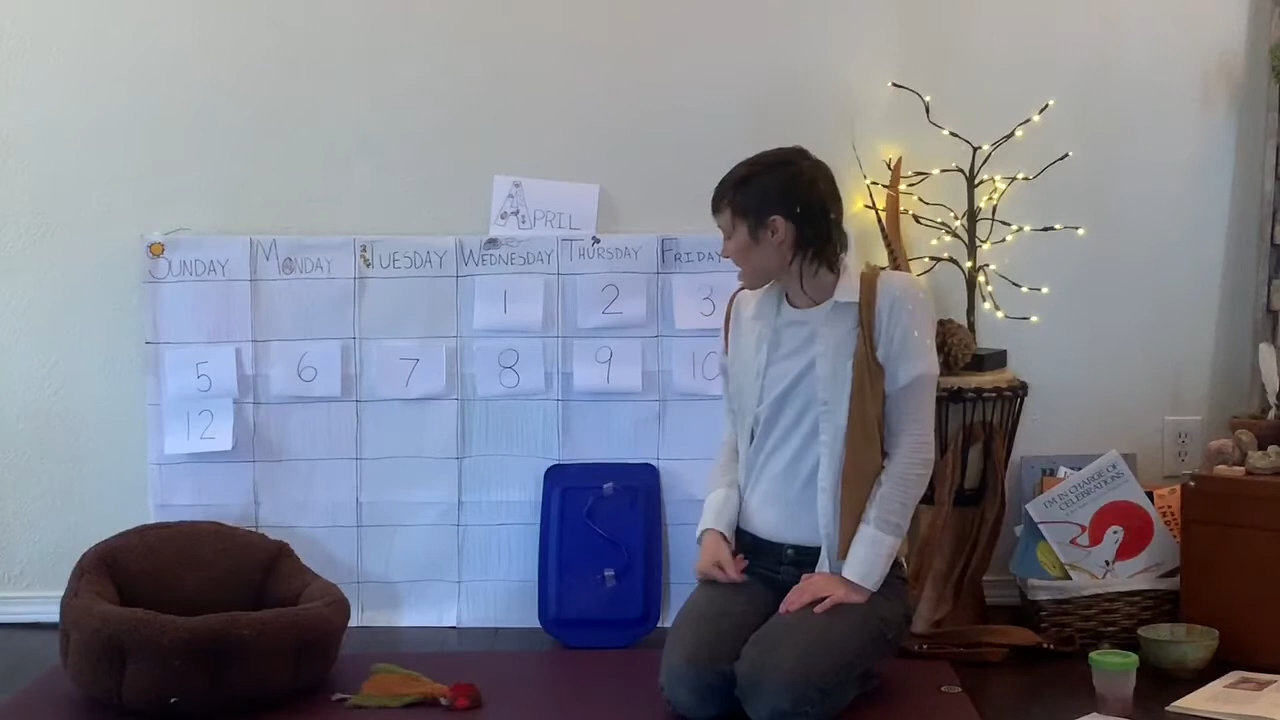 APRIL
SUNDAY MONDAY TUESDAY WEDNESDAY THURSDAY FRIDAY
1 2 3
5 6 7 8 9 10
12
I'M IN CHARGE OF
CELEBRATIONS